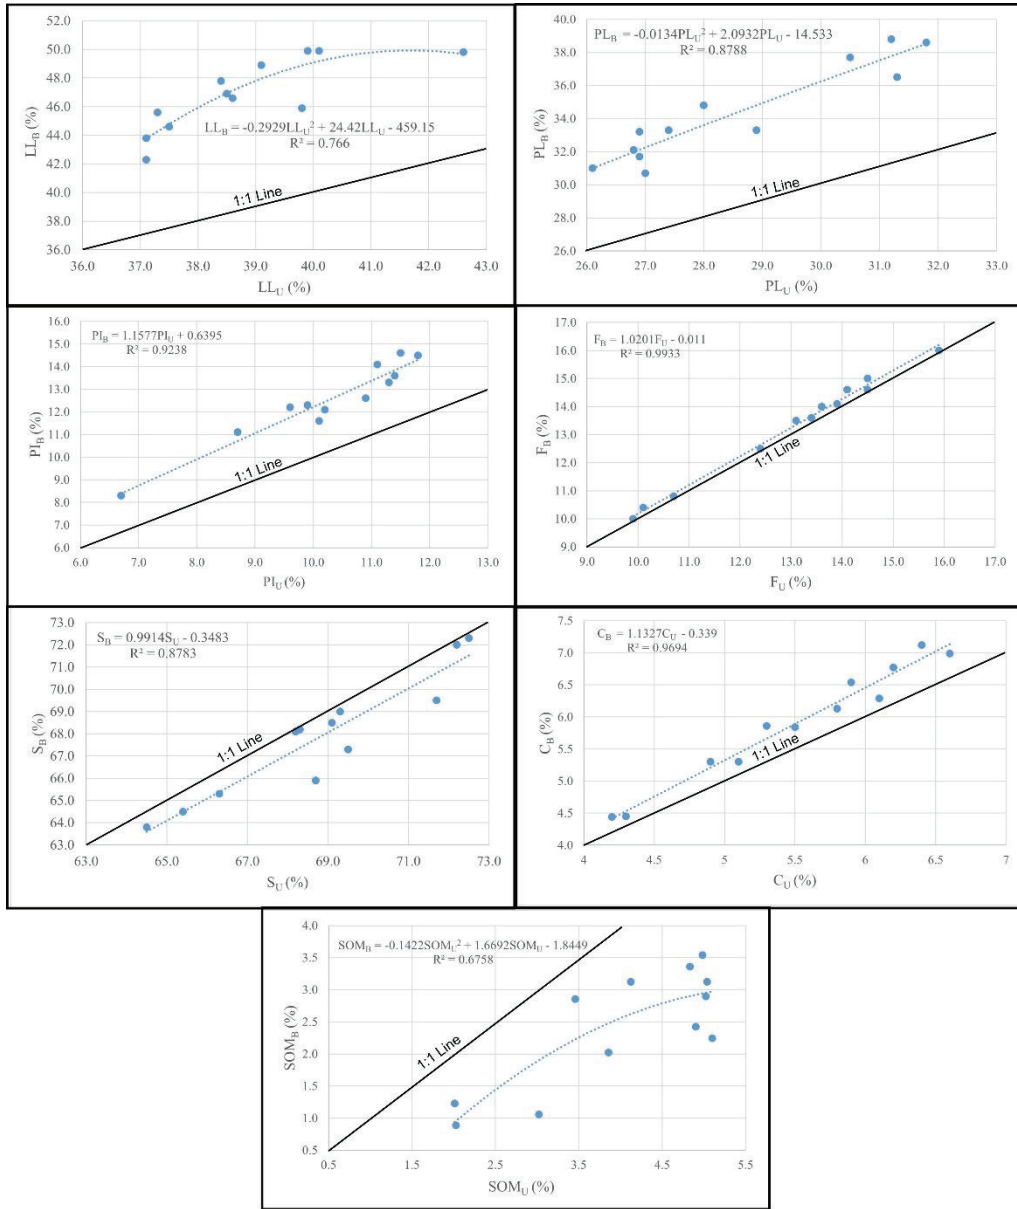 50.0
48.0
46.0
44.0
42.0
40.0
38.0
36.0
LL_B (%)
LL_B = -0.2929LL_U² + 24.42LL_U - 459.15
R² = 0.766
1:1 Line
36.0 37.0 38.0 39.0 40.0 41.0 42.0 43.0
LL_U (%)
40.0
38.0
36.0
34.0
32.0
30.0
28.0
26.0
PL_B (%)
PL_B = -0.0134PL_U² + 2.0932PL_U - 14.533
R² = 0.8788
1:1 Line
26.0 27.0 28.0 29.0 30.0 31.0 32.0 33.0
PL_U (%)
16.0
15.0
14.0
13.0
12.0
11.0
10.0
9.0
8.0
7.0
6.0
PI_B (%)
PI_B = 1.1577PI_U + 0.6395
R² = 0.9238
1:1 Line
6.0 7.0 8.0 9.0 10.0 11.0 12.0 13.0
PI_U (%)
17.0
16.0
15.0
14.0
13.0
12.0
11.0
10.0
9.0
F_B (%)
F_B = 1.0201F_U - 0.011
R² = 0.9933
1:1 Line
9.0 10.0 11.0 12.0 13.0 14.0 15.0 16.0 17.0
F_U (%)
73.0
72.0
71.0
70.0
69.0
68.0
67.0
66.0
65.0
64.0
63.0
S_B (%)
S_B = 0.9914S_U - 0.3483
R² = 0.8783
1:1 Line
63.0 65.0 67.0 69.0 71.0 73.0
S_U (%)
7.5
7.0
6.5
6.0
5.5
5.0
4.5
4.0
C_B (%)
C_B = 1.1327C_U - 0.339
R² = 0.9694
1:1 Line
4 4.5 5 5.5 6 6.5 7
C_U (%)
4.0
3.5
3.0
2.5
2.0
1.5
1.0
0.5
SOM_B (%)
SOM_B = -0.1422SOM_U² + 1.6692SOM_U - 1.8449
R² = 0.6758
1:1 Line
0.5 1.5 2.5 3.5 4.5 5.5
SOM_U (%)